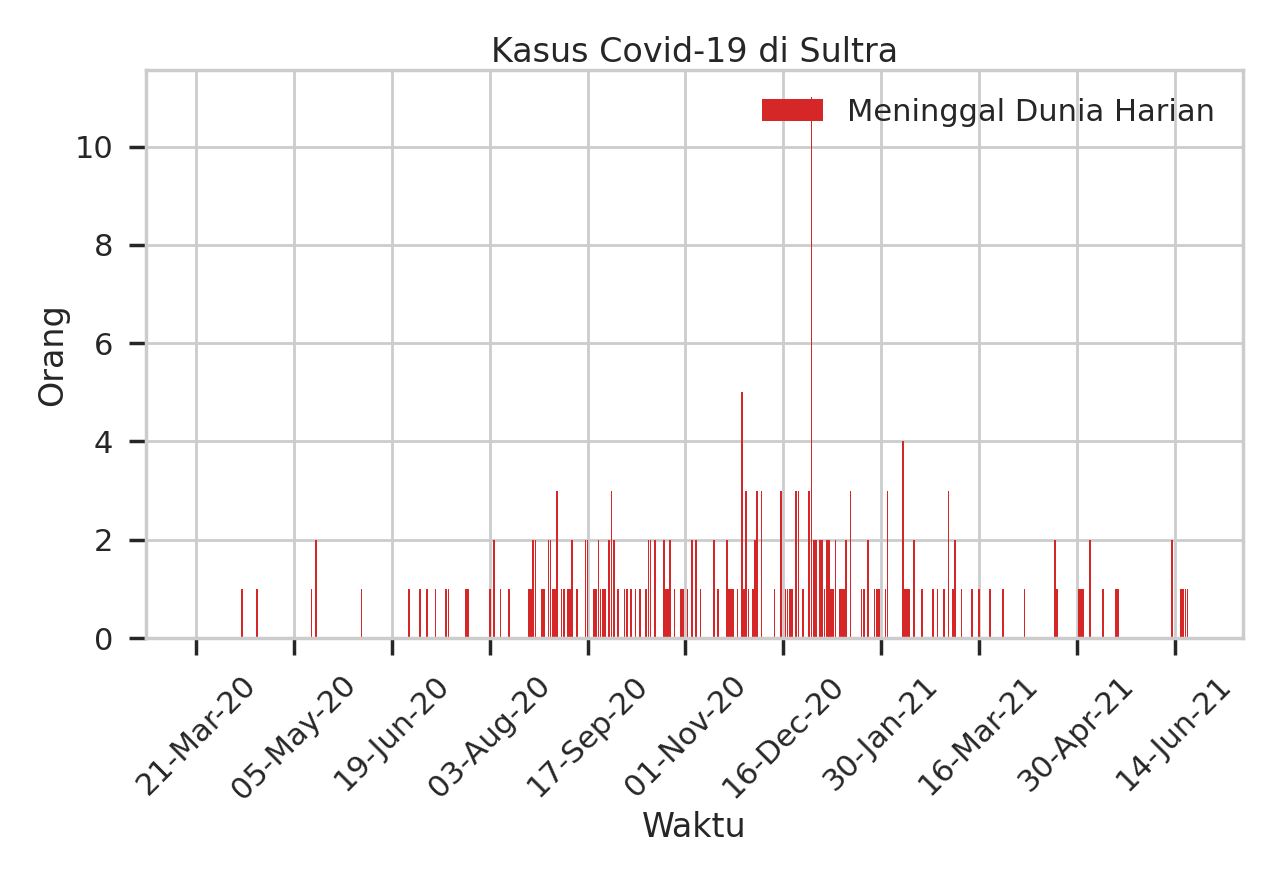 Kasus Covid-19 di Sultra
Meninggal Dunia Harian
Orang
10
8
6
4
2
0
21-Mar-20
05-May-20
19-Jun-20
03-Aug-20
17-Sep-20
01-Nov-20
16-Dec-20
30-Jan-21
16-Mar-21
30-Apr-21
14-Jun-21
Waktu